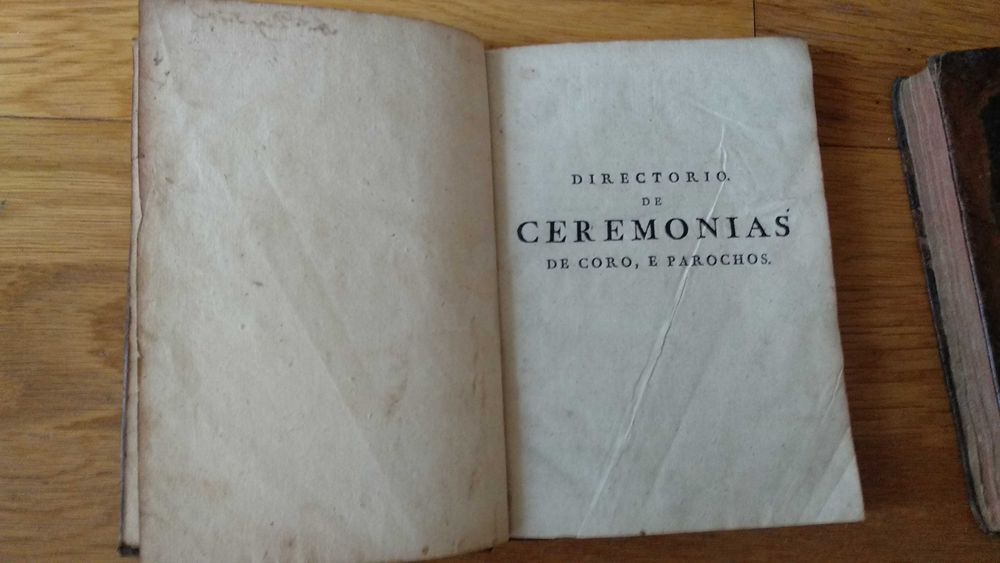 DIRECTORIO.
DE
CEREMONIAS
DE CORO, E PAROCHOS.